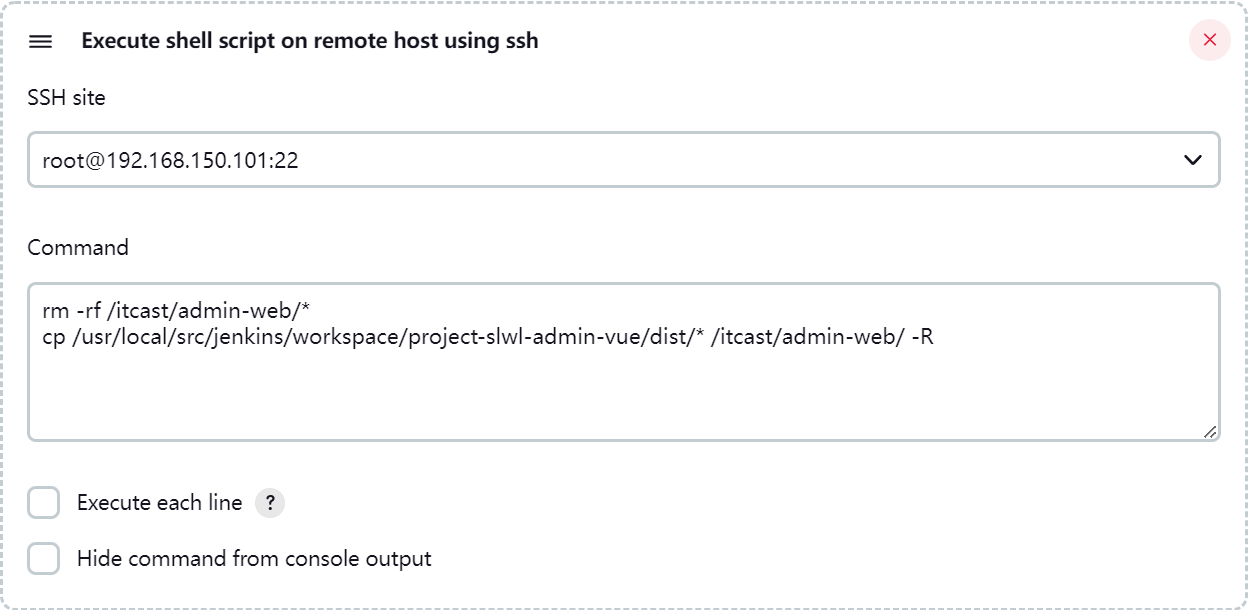 Execute shell script on remote host using ssh
SSH site
root@192.168.150.101:22
Command
rm -rf /itcast/admin-web/*
cp /usr/local/src/jenkins/workspace/project-slwl-admin-vue/dist/* /itcast/admin-web/ -R
Execute each line ?
Hide command from console output